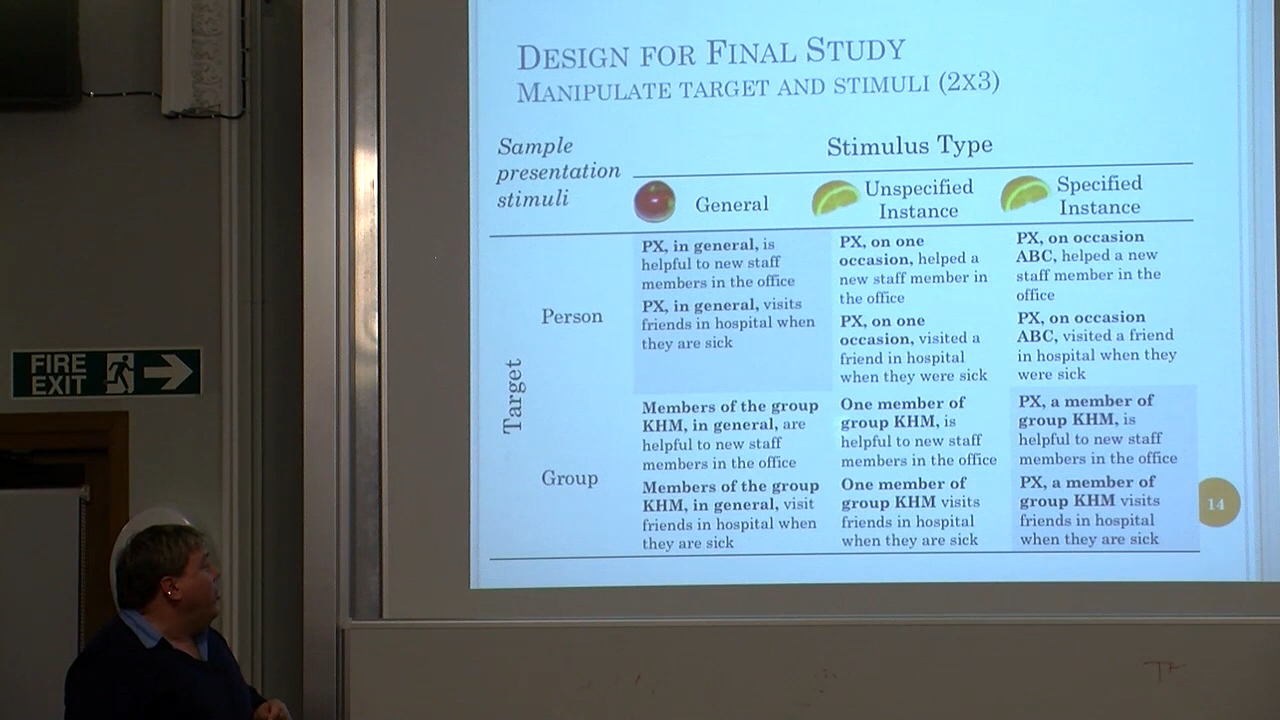 DESIGN FOR FINAL STUDY
MANIPULATE TARGET AND STIMULI (2X3)
Sample
presentation
stimuli
Stimulus Type
General
Unspecified
Instance
Specified
Instance
Target
Person
PX, in general, is
helpful to new staff
members in the office
PX, in general, visits
friends in hospital when
they are sick
PX, on one
occasion, helped a
new staff member in
the office
PX, on one
occasion, visited a
friend in hospital
when they were sick
PX, on occasion
ABC, helped a new
staff member in the
office
PX, on occasion
ABC, visited a friend
in hospital when they
were sick
Group
Members of the group
KHM, in general, are
helpful to new staff
members in the office
Members of the group
KHM, in general, visit
friends in hospital when
they are sick
One member of
group KHM, is
helpful to new staff
members in the office
One member of
group KHM visits
friends in hospital
when they are sick
PX, a member of
group KHM, is
helpful to new staff
members in the office
PX, a member of
group KHM visits
friends in hospital
when they are sick
14
FIRE
EXIT